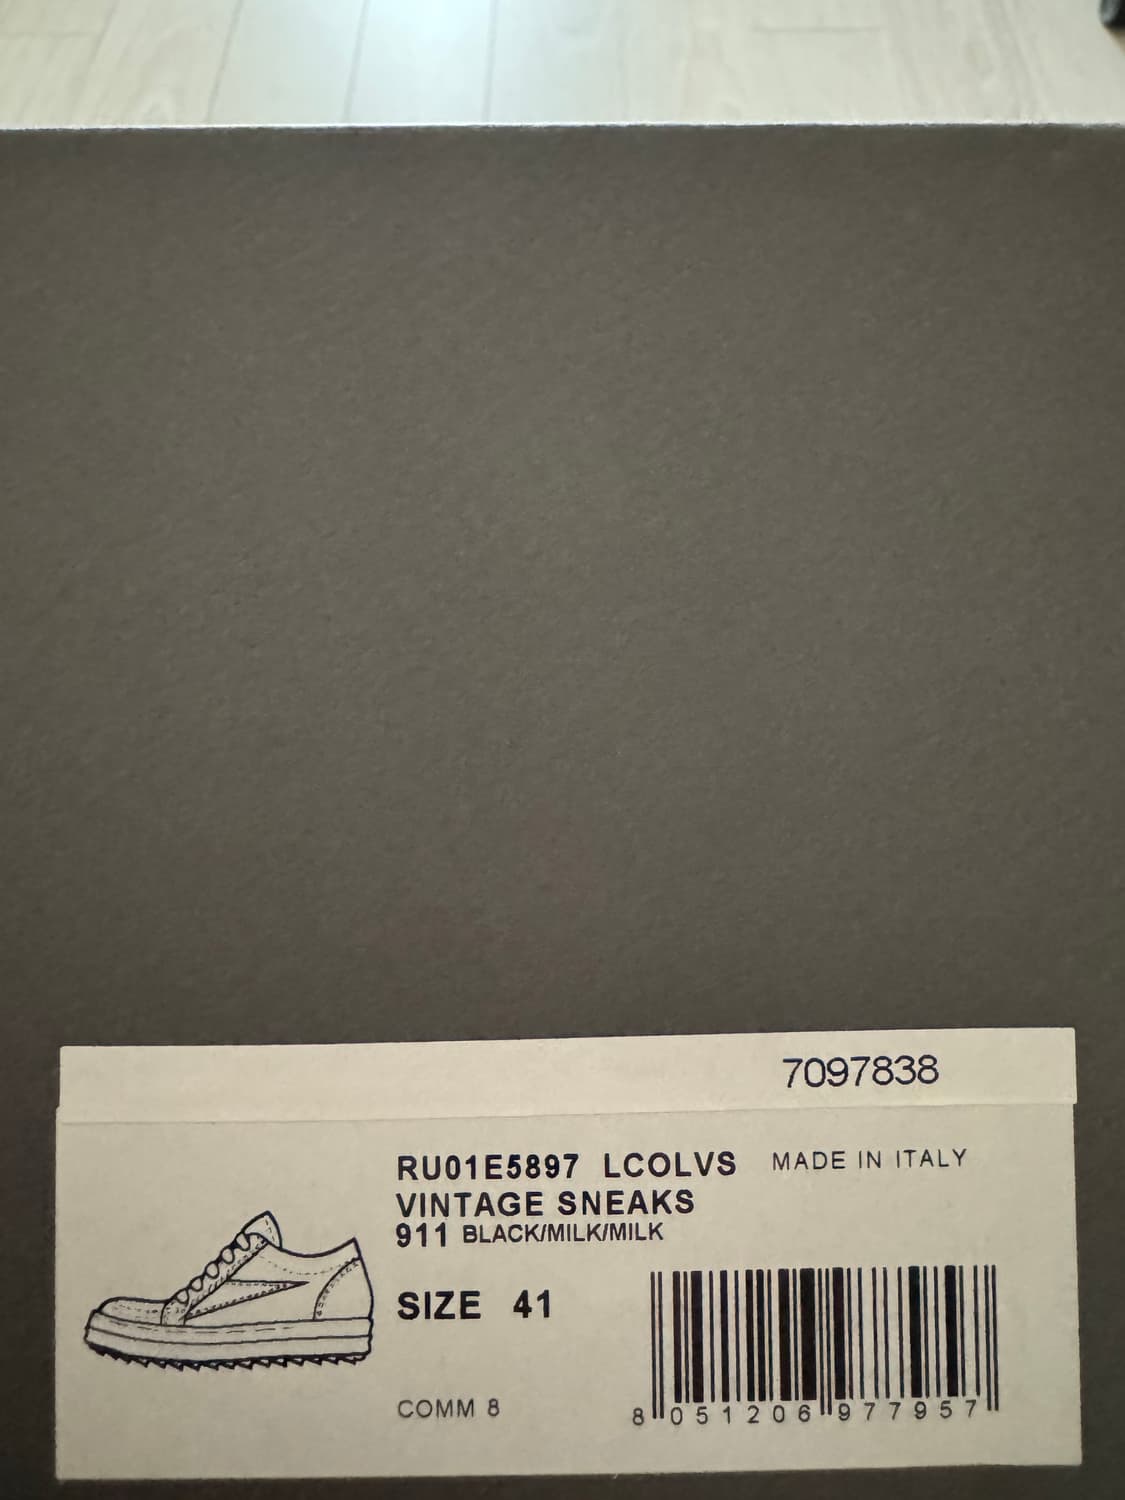 7097838
RU01E5897 LCOLVS MADE IN ITALY
VINTAGE SNEAKS
911 BLACK/MILK/MILK
SIZE 41
COMM 8
8 051206 977957